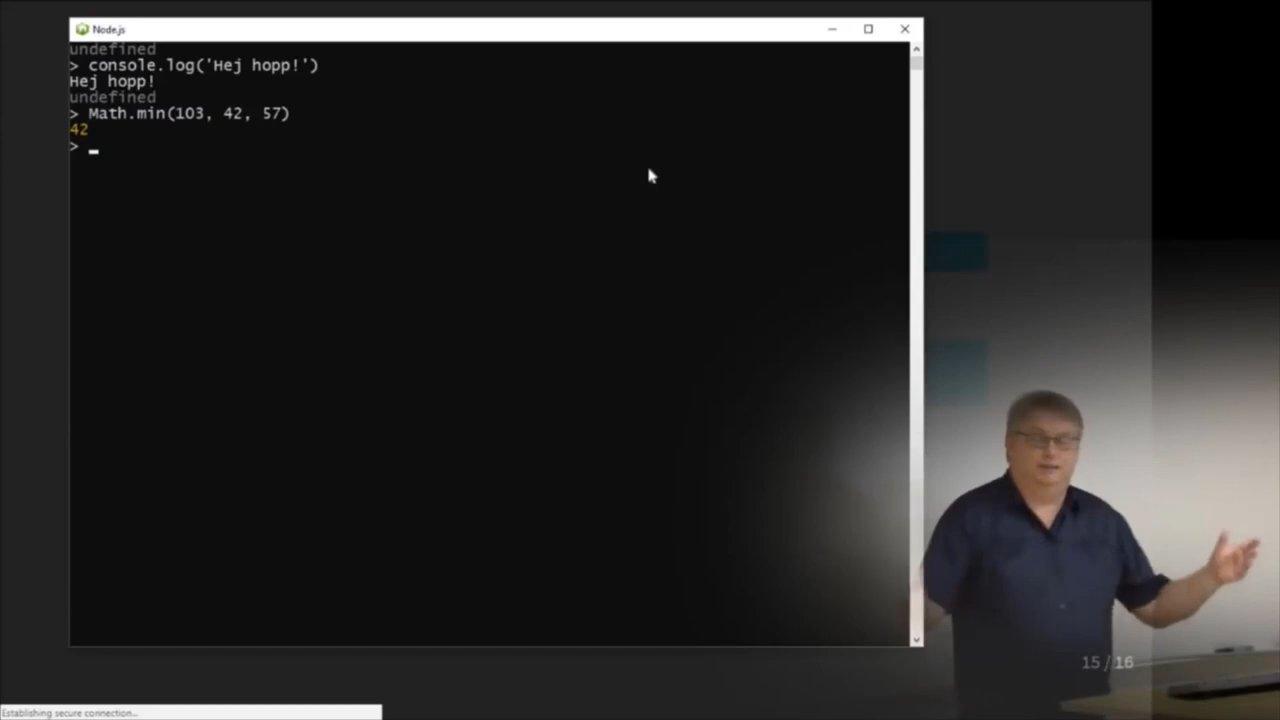 Node.js
undefined
> console.log('Hej hopp!')
Hej hopp!
undefined
> Math.min(103, 42, 57)
42
>
15 / 16
Establishing secure connection...